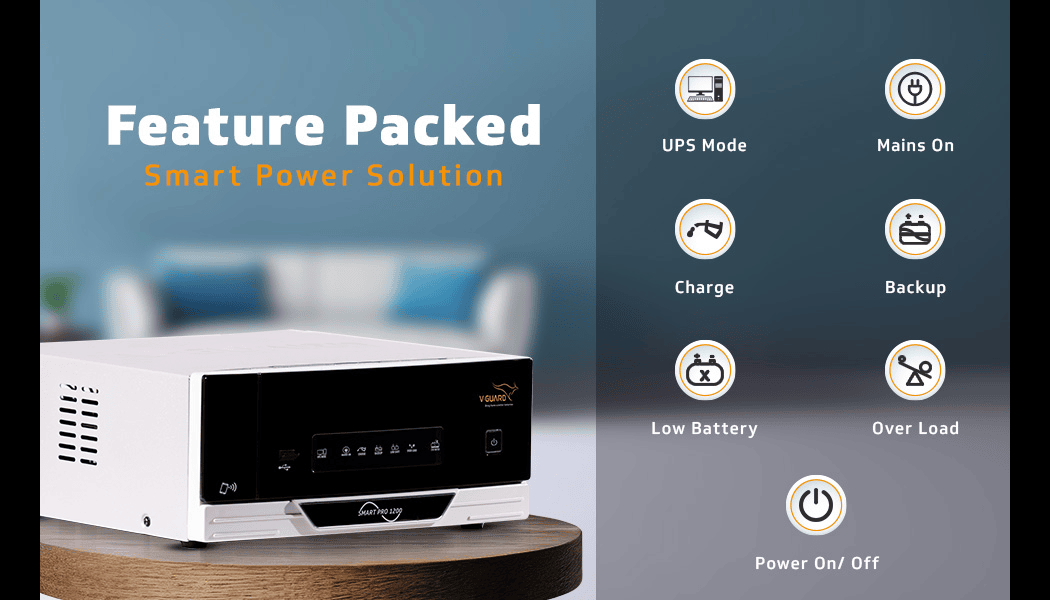 Feature Packed
Smart Power Solution
V-GUARD
SMART PRO 1200
UPS Mode
Mains On
Charge
Backup
Low Battery
Over Load
Power On/ Off